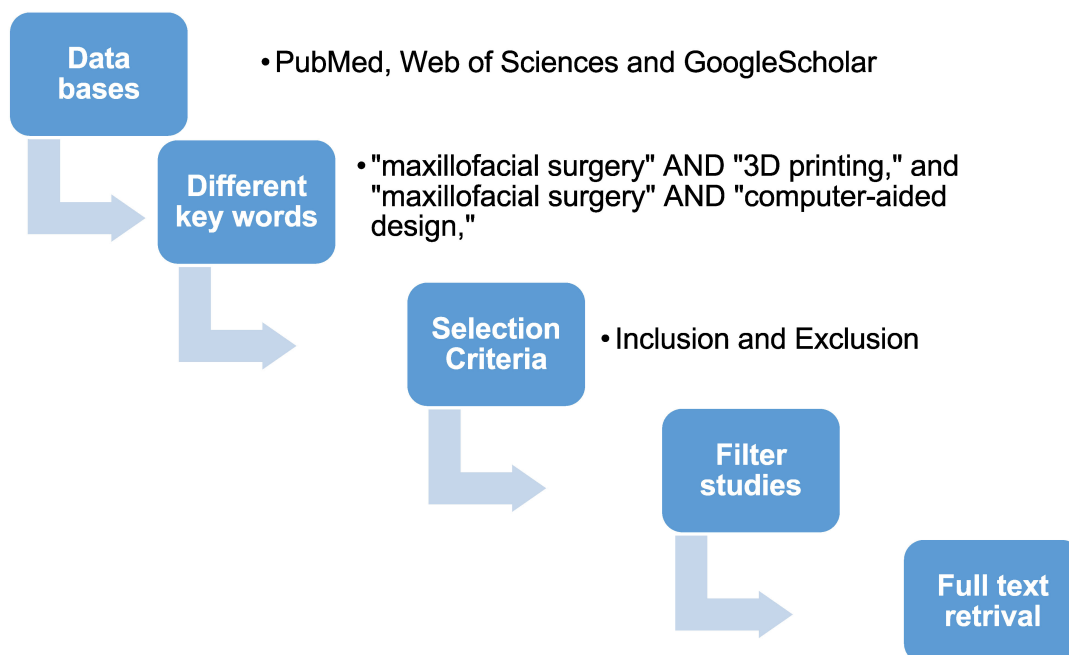 Data
bases
•PubMed, Web of Sciences and GoogleScholar
Different
key words
•"maxillofacial surgery" AND "3D printing," and
"maxillofacial surgery" AND "computer-aided
design,"
Selection
Criteria
•Inclusion and Exclusion
Filter
studies
Full text
retrival